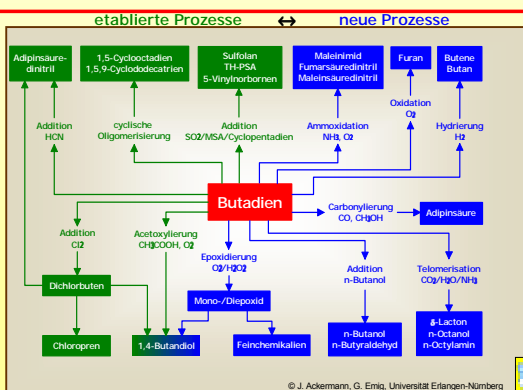 etablierte Prozesse ↔ neue Prozesse
Adipinsäure-
dinitril
1,5-Cyclooctadien
1,5,9-Cyclododecatrien
Sulfolan
TH-PSA
5-Vinylnorbornen
Maleinimid
Fumarsäuredinitril
Maleinsäuredinitril
Furan
Butene
Butan
Addition
HCN
cyclische
Oligomerisierung
Addition
SO2/MSA/Cyclopentadien
Ammoxidation
NH3, O2
Oxidation
O2
Hydrierung
H2
Butadien
Carbonylierung
CO, CH3OH
Adipinsäure
Addition
Cl2
Acetoxylierung
CH3COOH, O2
Epoxidierung
O2/H2O2
Addition
n-Butanol
Telomerisation
CO2/H2O/NH3
Dichlorbuten
Mono-/Diepoxid
Chloropren
1,4-Butandiol
Feinchemikalien
n-Butanol
n-Butyraldehyd
δ-Lacton
n-Octanol
n-Octylamin
© J. Ackermann, G. Emig, Universität Erlangen-Nürnberg